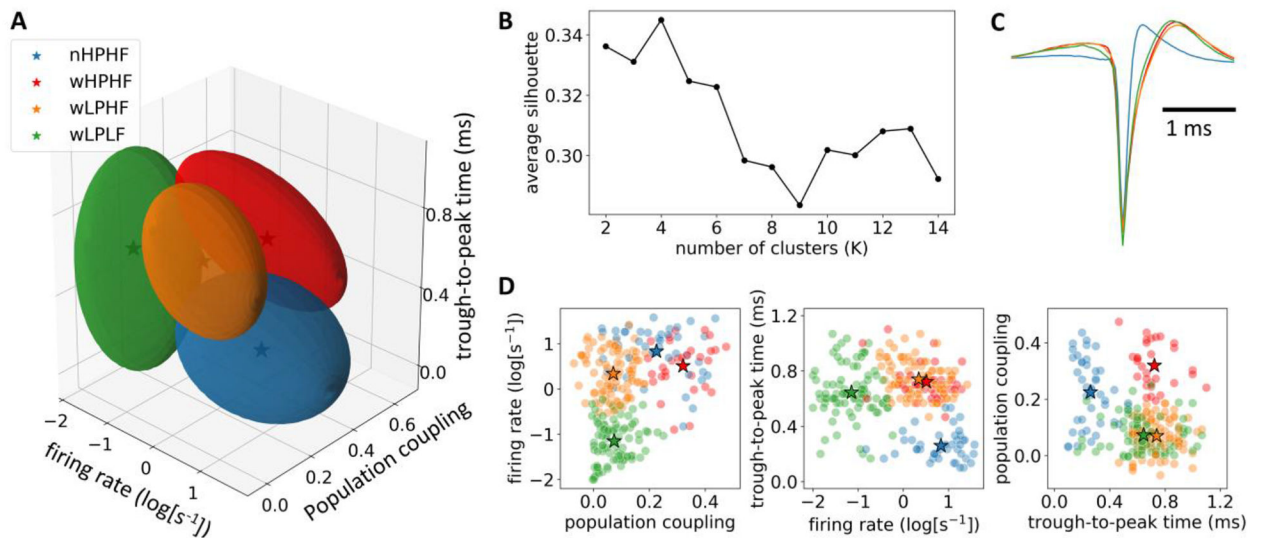 A
nHPHF
wHPHF
wLPHF
wLPLF
trough-to-peak time (ms)
0.8
0.4
0.0
−2
−1
0
1
firing rate (log[s⁻¹])
0.0
0.2
0.4
0.6
Population coupling
B
average silhouette
0.34
0.32
0.30
2 4 6 8 10 12 14
number of clusters (K)
C
1 ms
D
firing rate (log[s⁻¹])
1
0
−1
−2
0.0 0.2 0.4
population coupling
trough-to-peak time (ms)
1.2
0.8
0.4
0.0
−2 −1 0 1
firing rate (log[s⁻¹])
population coupling
0.4
0.2
0.0
0.0 0.4 0.8 1.2
trough-to-peak time (ms)